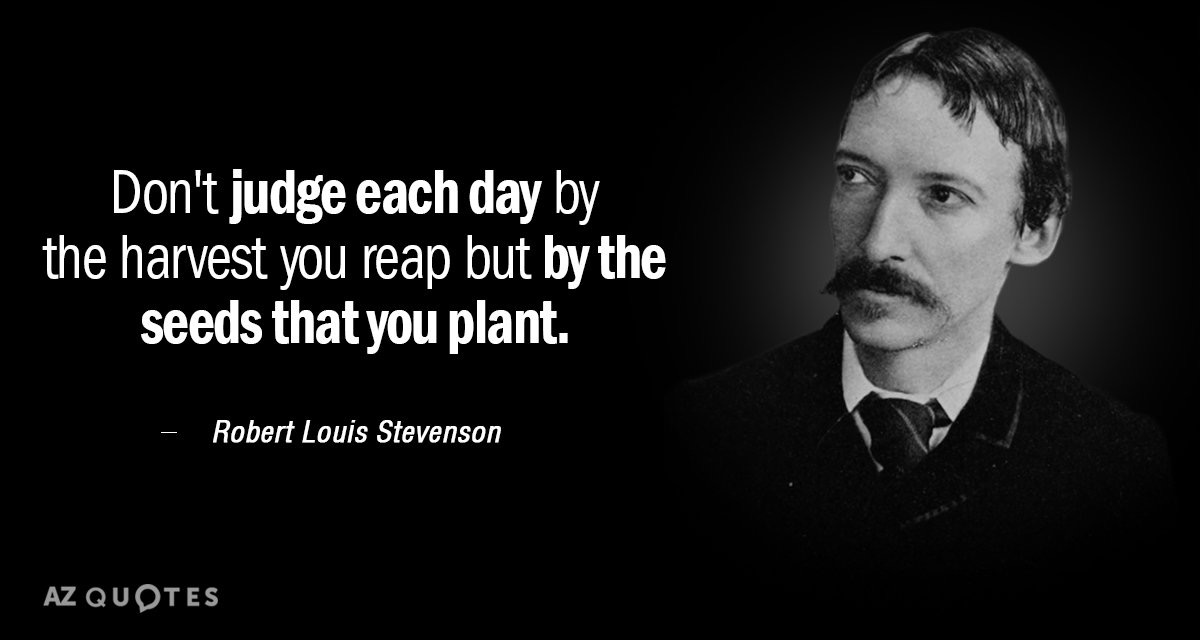 Don't judge each day by
the harvest you reap but by the
seeds that you plant.
– Robert Louis Stevenson
AZ QUOTES